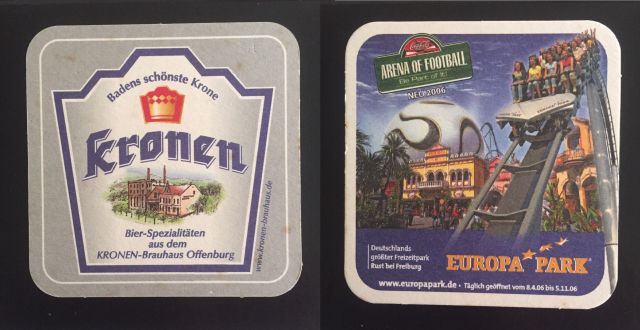 Badens schönste Krone
Kronen
Bier-Spezialitäten
aus dem
KRONEN-Brauhaus Offenburg
www.kronen-brauhaus.de
Coca-Cola
ARENA OF FOOTBALL
Be Part of It!
NEU 2006
Deutschlands
größter Freizeitpark
Rust bei Freiburg
EUROPA PARK
www.europapark.de • Täglich geöffnet vom 8.4.06 bis 5.11.06